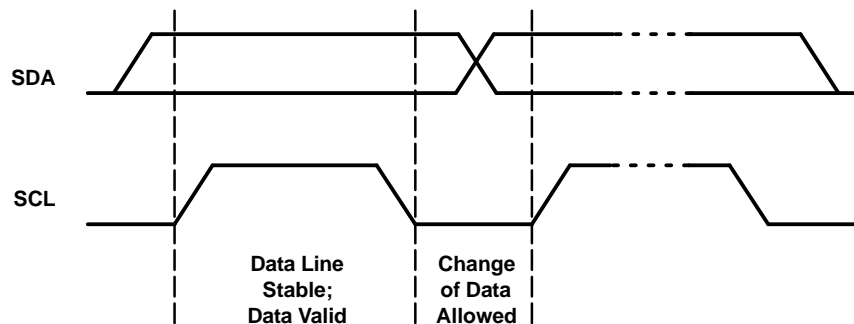 SDA
SCL
Data Line
Stable;
Data Valid
Change
of Data
Allowed